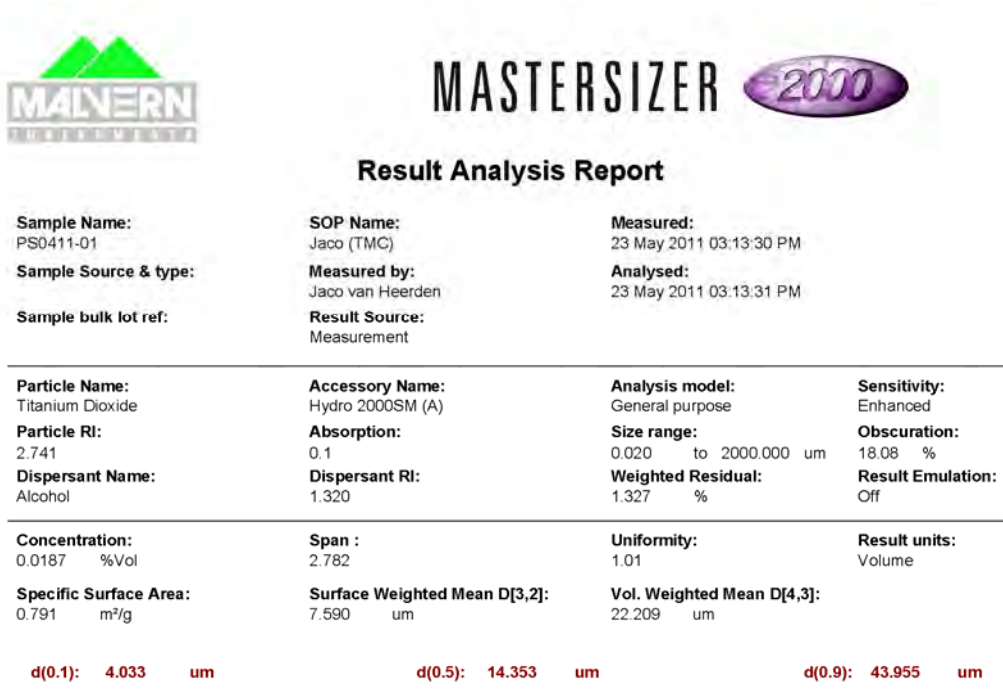 MALVERN
INSTRUMENTS
MASTERSIZER 2000
Result Analysis Report
Sample Name: SOP Name: Measured:
PS0411-01 Jaco (TMC) 23 May 2011 03:13:30 PM
Sample Source & type: Measured by: Analysed:
Jaco van Heerden 23 May 2011 03:13:31 PM
Sample bulk lot ref: Result Source:
Measurement
Particle Name: Accessory Name: Analysis model: Sensitivity:
Titanium Dioxide Hydro 2000SM (A) General purpose Enhanced
Particle RI: Absorption: Size range: Obscuration:
2.741 0.1 0.020 to 2000.000 um 18.08 %
Dispersant Name: Dispersant RI: Weighted Residual: Result Emulation:
Alcohol 1.320 1.327 % Off
Concentration: Span : Uniformity: Result units:
0.0187 %Vol 2.782 1.01 Volume
Specific Surface Area: Surface Weighted Mean D[3,2]: Vol. Weighted Mean D[4,3]:
0.791 m²/g 7.590 um 22.209 um
d(0.1): 4.033 um d(0.5): 14.353 um d(0.9): 43.955 um